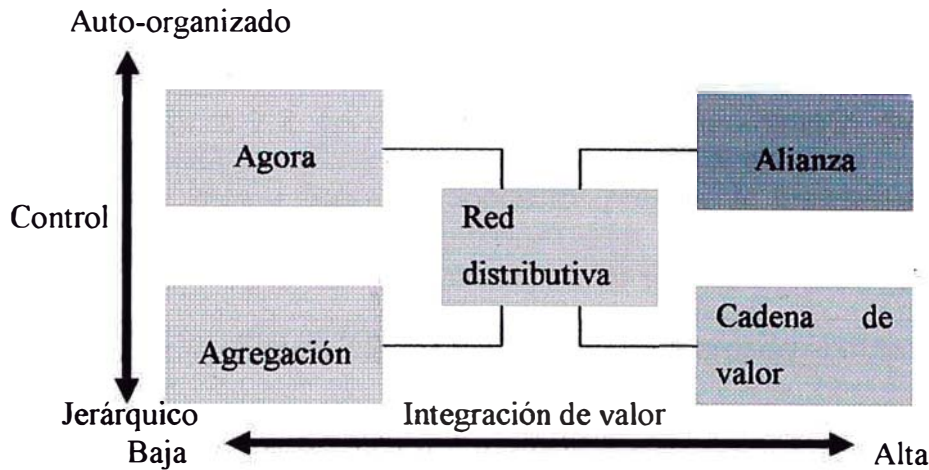 Auto-organizado
Agora
Alianza
Control
Red
distributiva
Agregación
Cadena de
valor
Jerárquico
Integración de valor
Baja
Alta